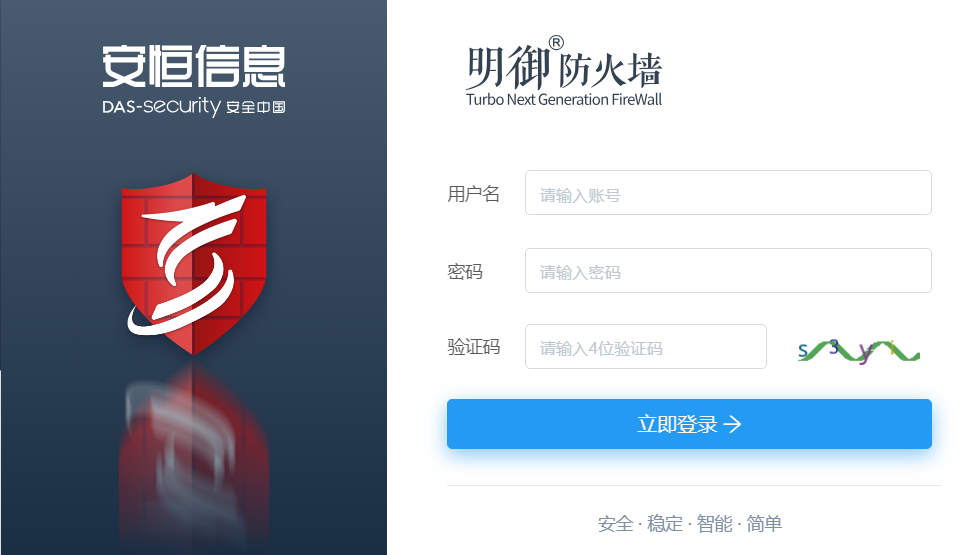 安恒信息
DAS-security 安全中国
明御®防火墙
Turbo Next Generation FireWall
用户名 请输入账号
密码 请输入密码
验证码 请输入4位验证码 s3yi
立即登录 →
安全 · 稳定 · 智能 · 简单